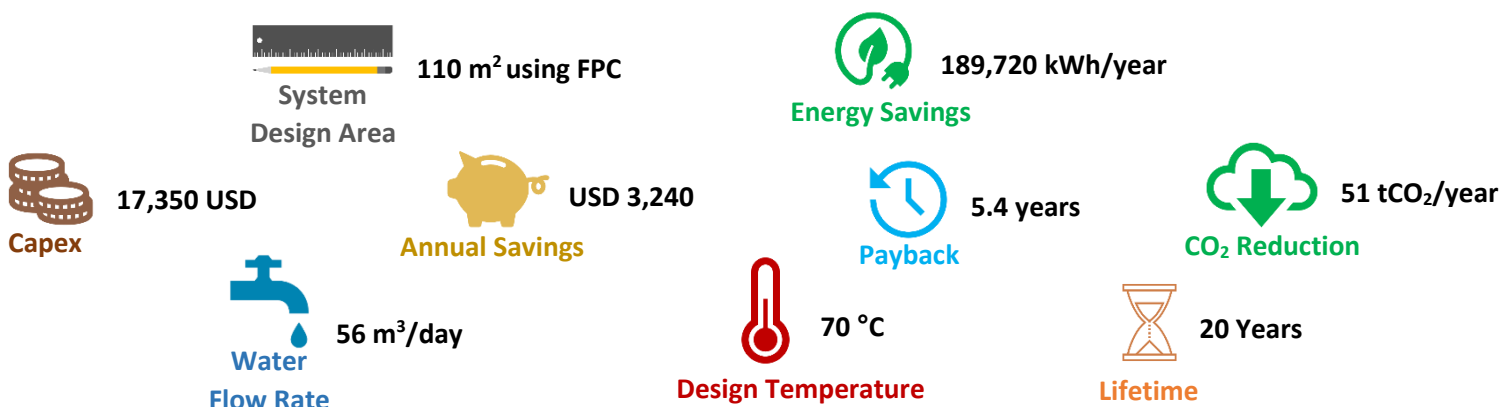 110 m² using FPC
System
Design Area
189,720 kWh/year
Energy Savings
17,350 USD
Capex
USD 3,240
Annual Savings
5.4 years
Payback
51 tCO₂/year
CO₂ Reduction
56 m³/day
Water
Flow Rate
70 °C
Design Temperature
20 Years
Lifetime